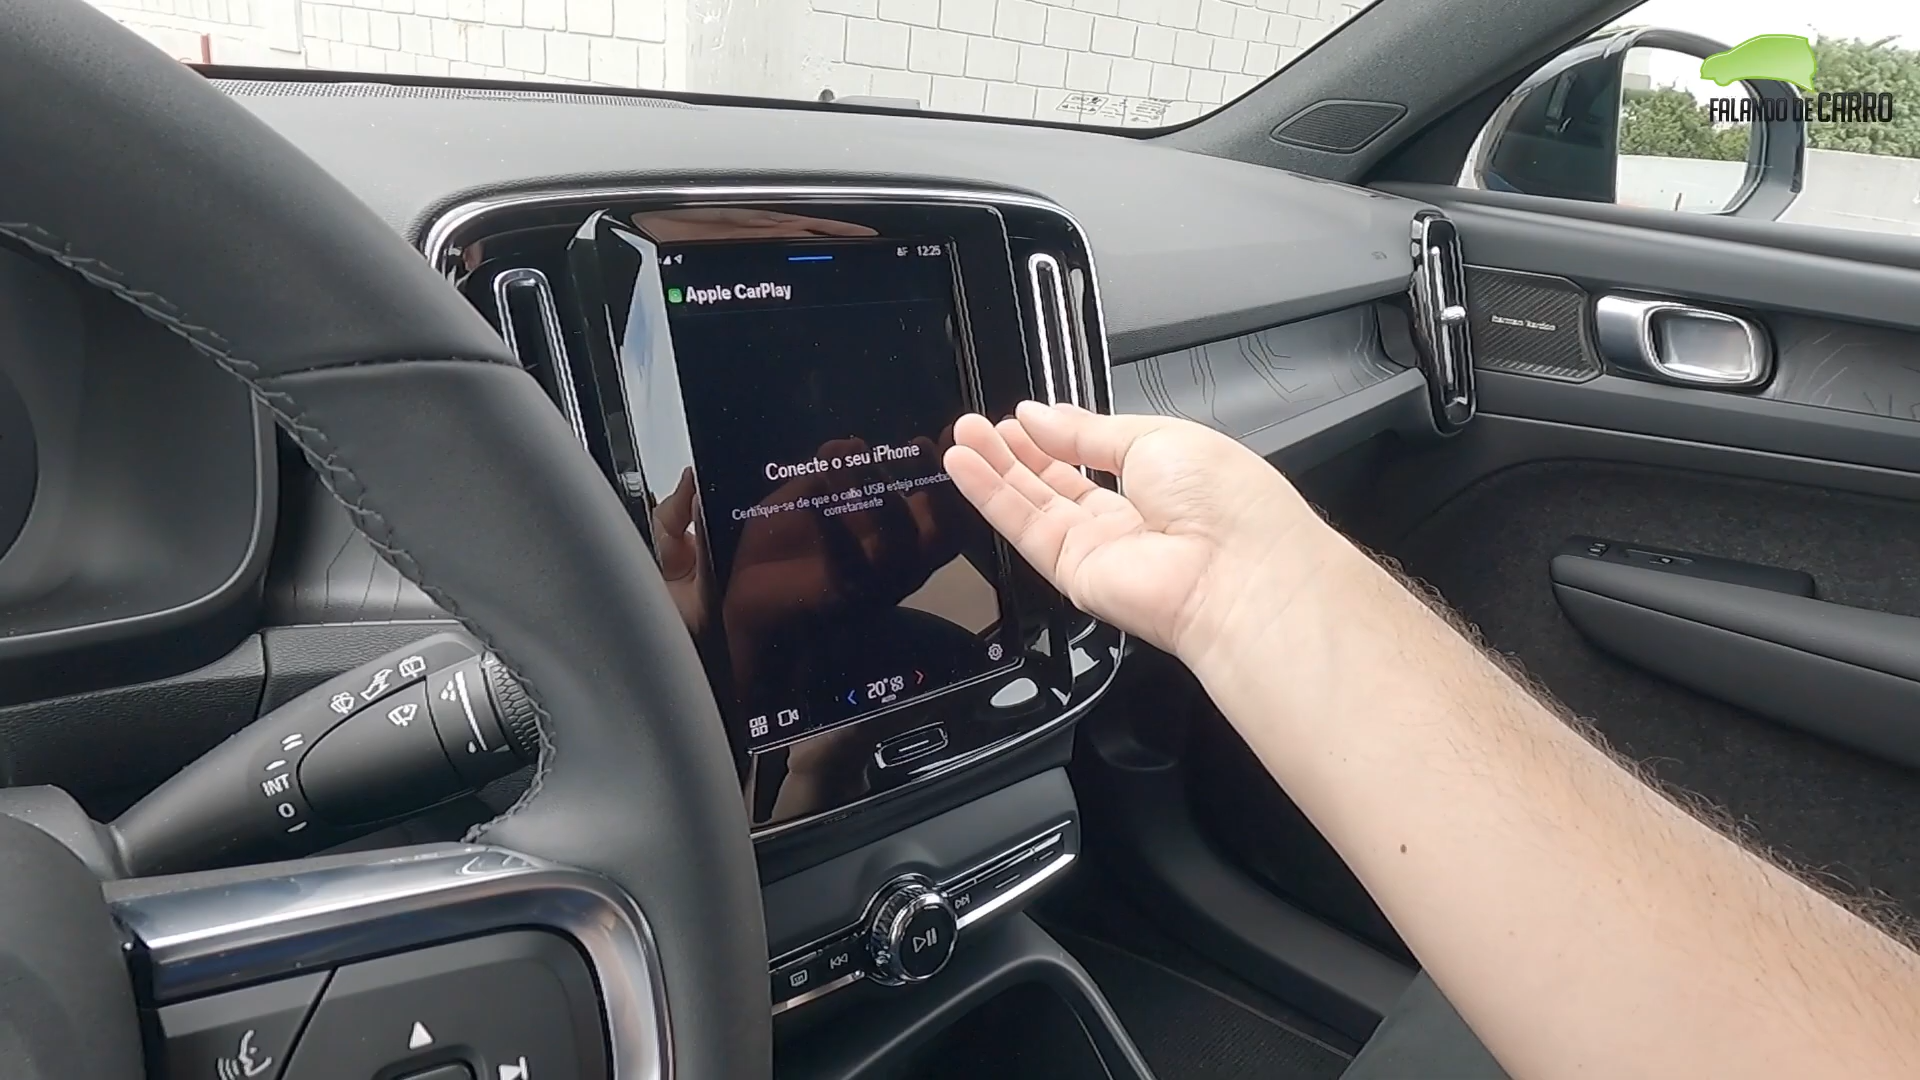 FALANDO DE CARRO
12:25
Apple CarPlay
harman/kardon
Conecte o seu iPhone
Certifique-se de que o cabo USB esteja
corretamente
20°
AUTO
INT
0